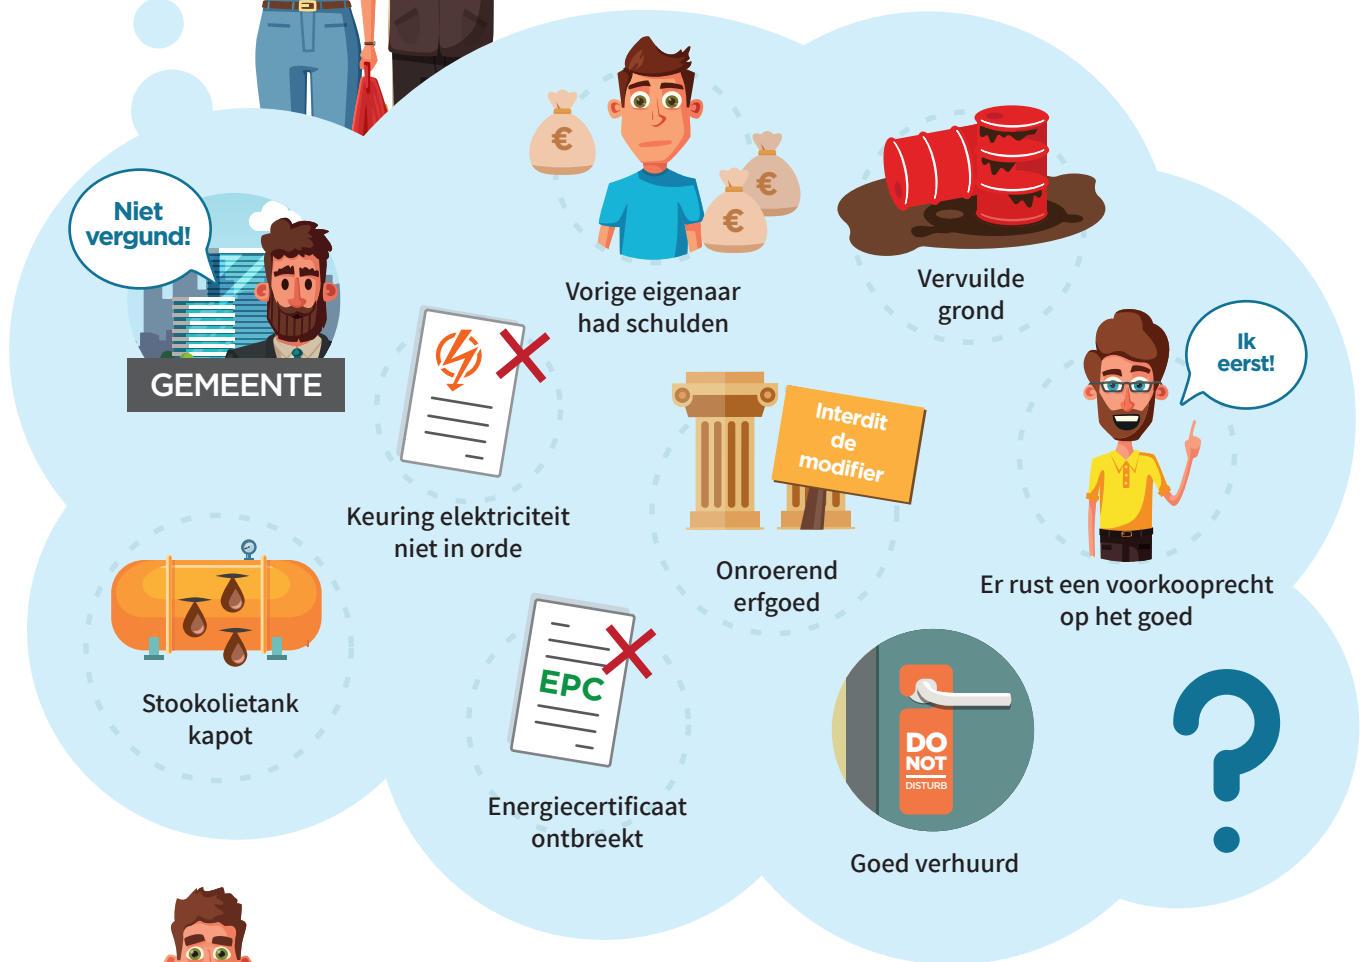 Niet
vergund!
GEMEENTE
€
€
€
Vorige eigenaar
had schulden
Vervuilde
grond
Ik
eerst!
Keuring elektriciteit
niet in orde
Interdit
de
modifier
Onroerend
erfgoed
Er rust een voorkooprecht
op het goed
Stookolietank
kapot
EPC
Energiecertificaat
ontbreekt
DO
NOT
DISTURB
Goed verhuurd
?